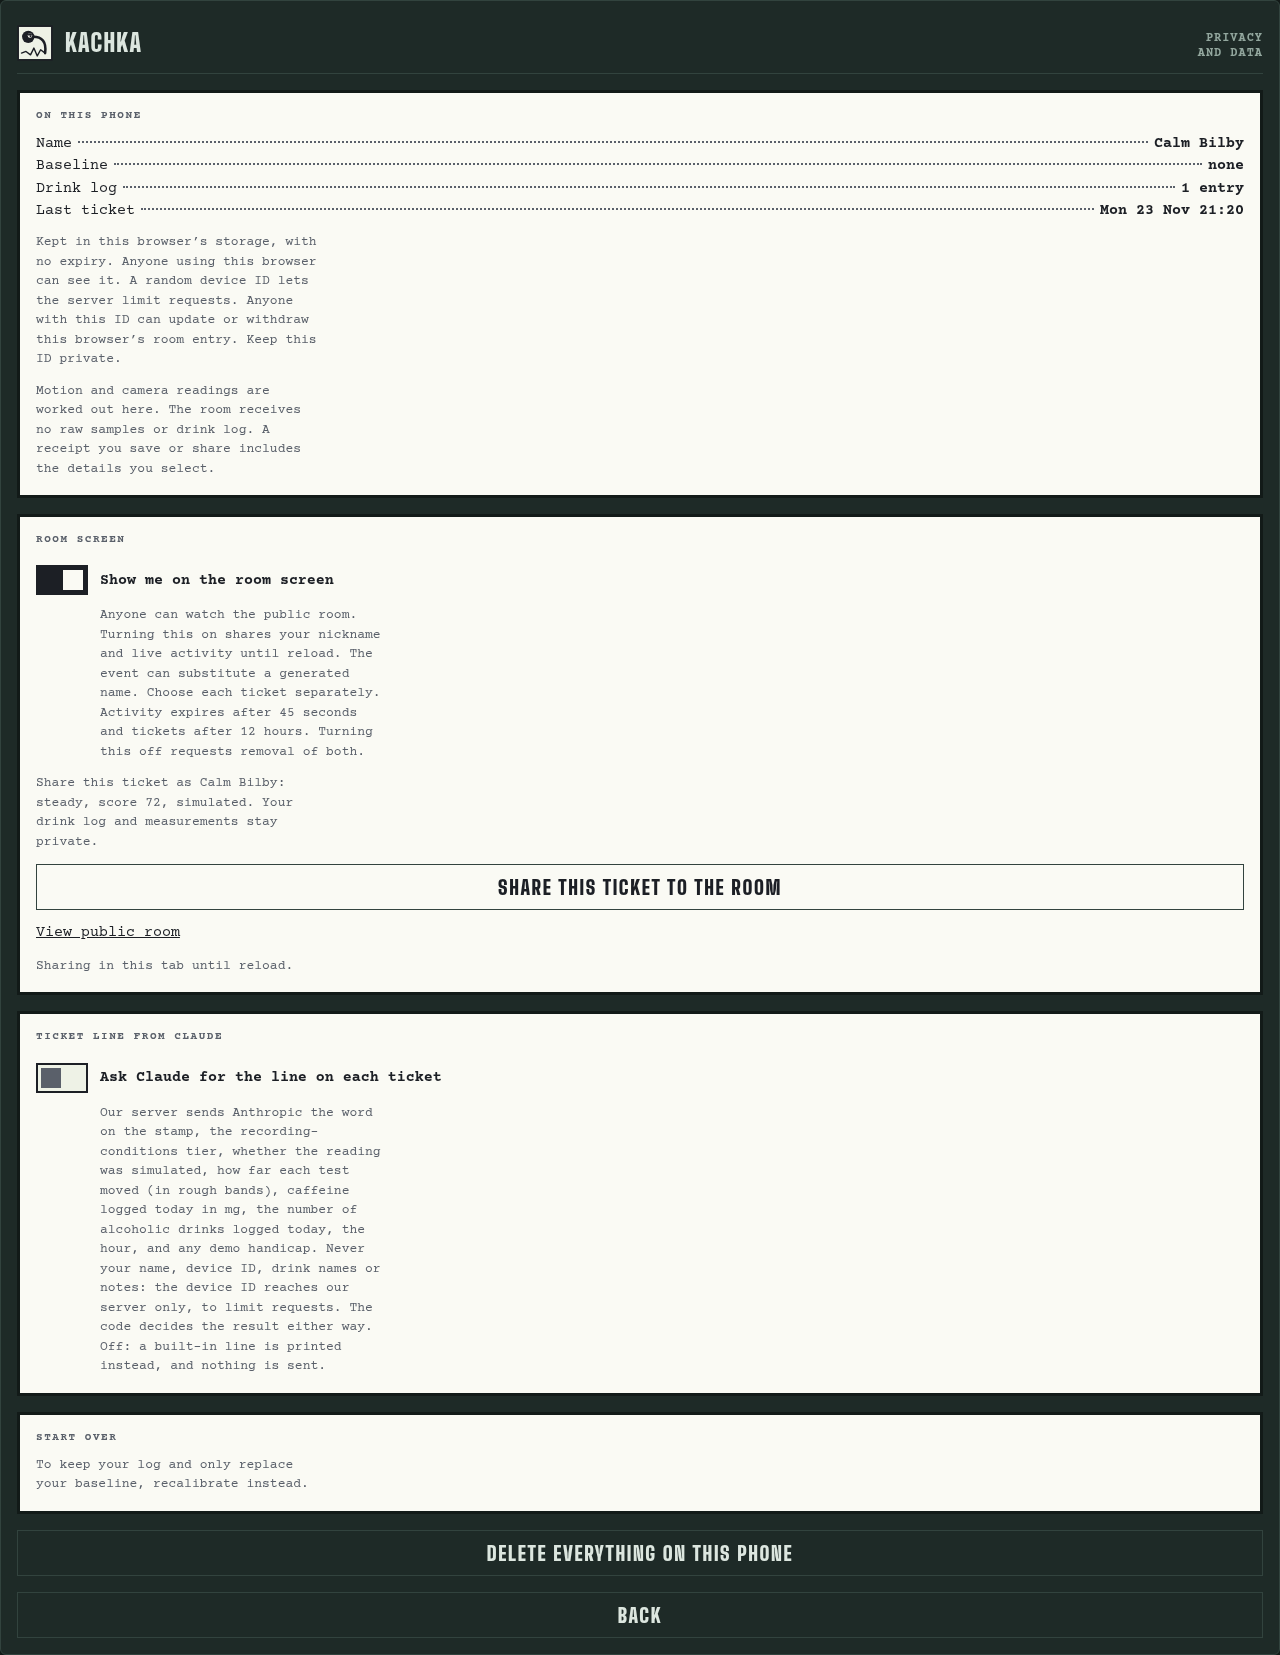 KACHKA
PRIVACY
AND DATA
ON THIS PHONE
Name Calm Bilby
Baseline none
Drink log 1 entry
Last ticket Mon 23 Nov 21:20
Kept in this browser’s storage, with
no expiry. Anyone using this browser
can see it. A random device ID lets
the server limit requests. Anyone
with this ID can update or withdraw
this browser’s room entry. Keep this
ID private.
Motion and camera readings are
worked out here. The room receives
no raw samples or drink log. A
receipt you save or share includes
the details you select.
ROOM SCREEN
Show me on the room screen
Anyone can watch the public room.
Turning this on shares your nickname
and live activity until reload. The
event can substitute a generated
name. Choose each ticket separately.
Activity expires after 45 seconds
and tickets after 12 hours. Turning
this off requests removal of both.
Share this ticket as Calm Bilby:
steady, score 72, simulated. Your
drink log and measurements stay
private.
SHARE THIS TICKET TO THE ROOM
View public room
Sharing in this tab until reload.
TICKET LINE FROM CLAUDE
Ask Claude for the line on each ticket
Our server sends Anthropic the word
on the stamp, the recording-
conditions tier, whether the reading
was simulated, how far each test
moved (in rough bands), caffeine
logged today in mg, the number of
alcoholic drinks logged today, the
hour, and any demo handicap. Never
your name, device ID, drink names or
notes: the device ID reaches our
server only, to limit requests. The
code decides the result either way.
Off: a built-in line is printed
instead, and nothing is sent.
START OVER
To keep your log and only replace
your baseline, recalibrate instead.
DELETE EVERYTHING ON THIS PHONE
BACK